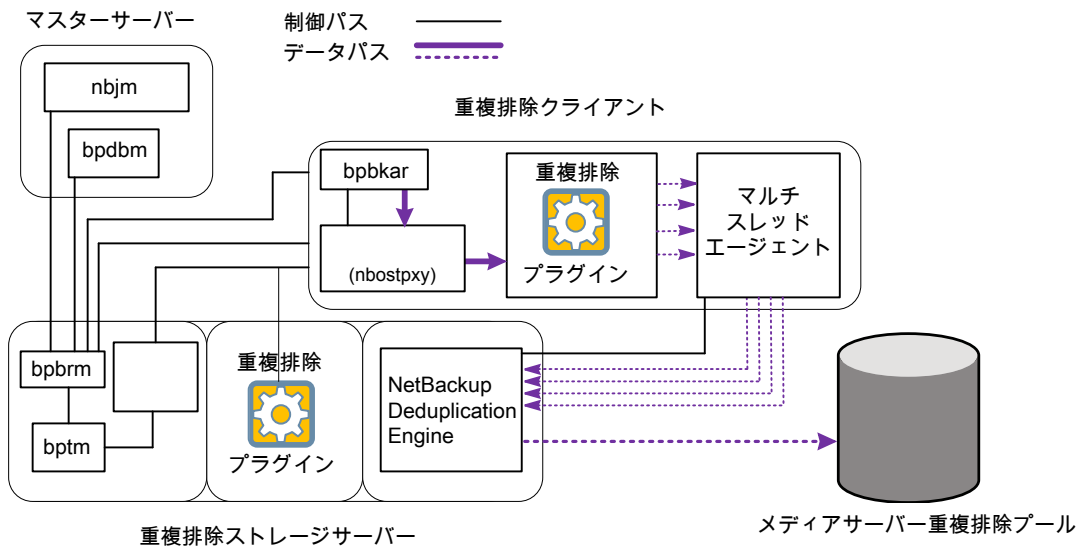 マスターサーバー
制御パス
データパス
nbjm
bpdbm
重複排除クライアント
bpbkar
(nbostpxy)
重複排除
プラグイン
マルチ
スレッド
エージェント
bpbrm
bptm
重複排除
プラグイン
NetBackup
Deduplication
Engine
重複排除ストレージサーバー
メディアサーバー重複排除プール